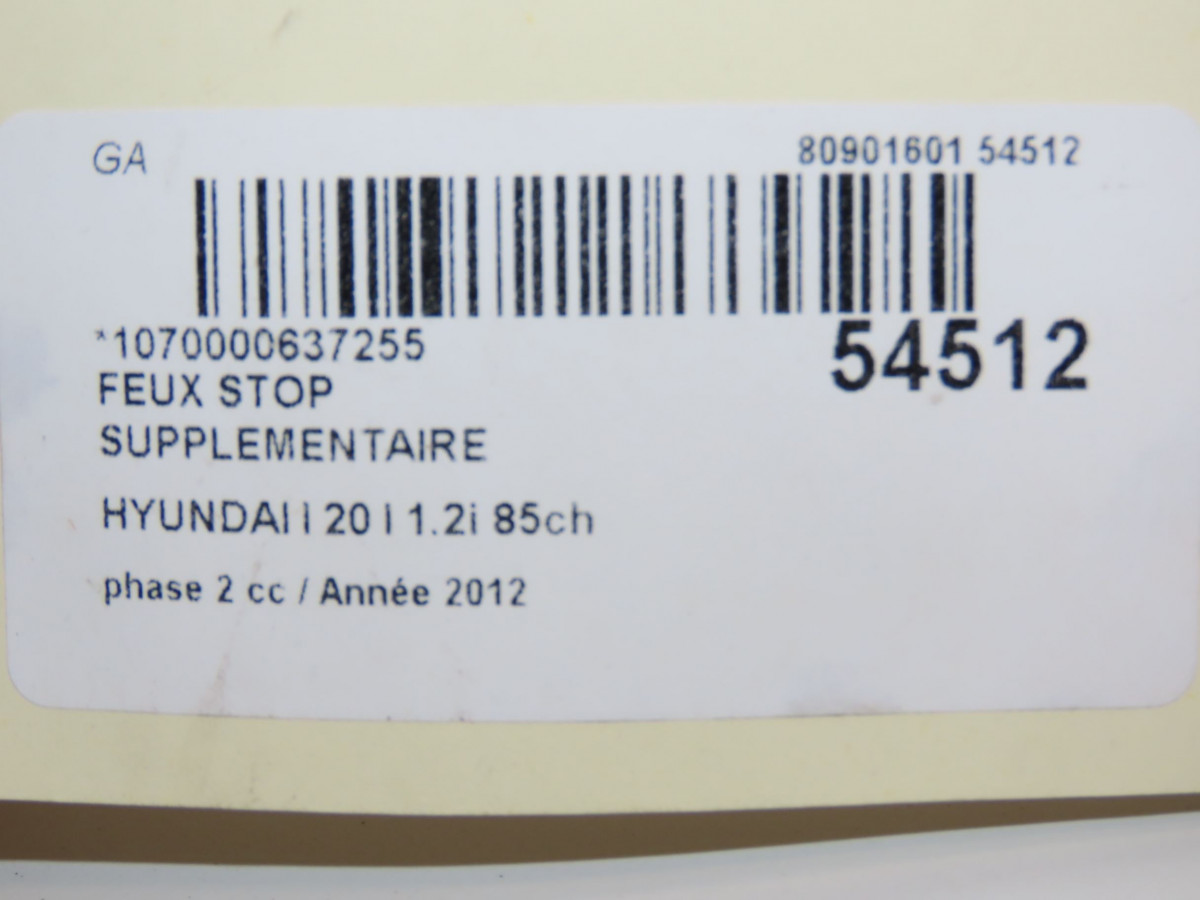 GA
80901601 54512
*1070000637255
54512
FEUX STOP
SUPPLEMENTAIRE
HYUNDAI I 20 I 1.2i 85ch
phase 2 cc / Année 2012